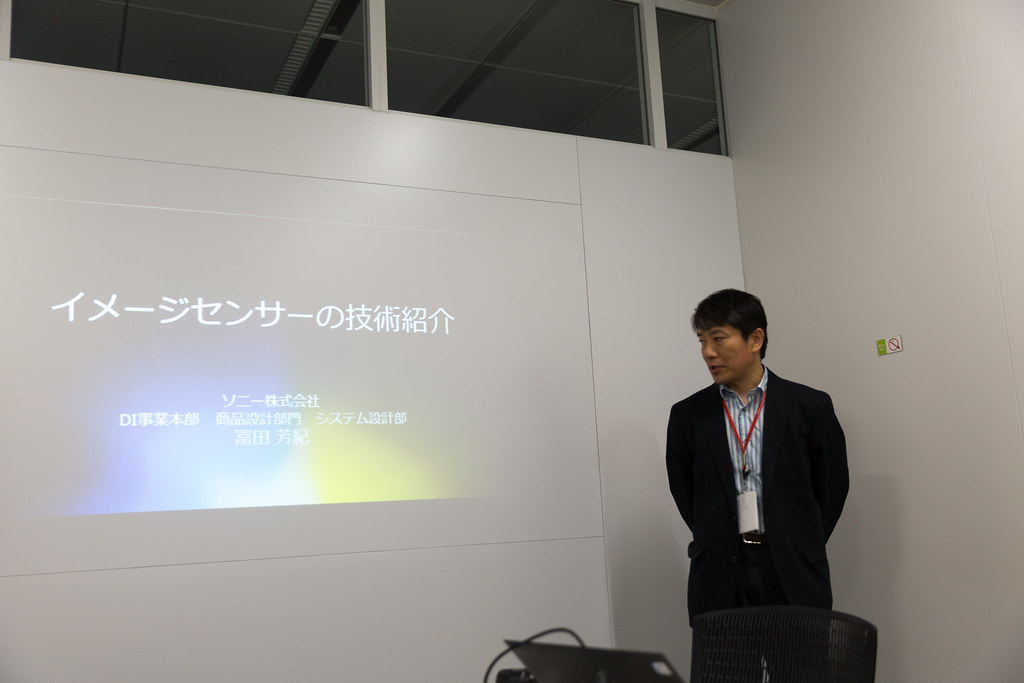 イメージセンサーの技術紹介
ソニー株式会社
DI事業本部　商品設計部門　システム設計部
冨田 芳紀